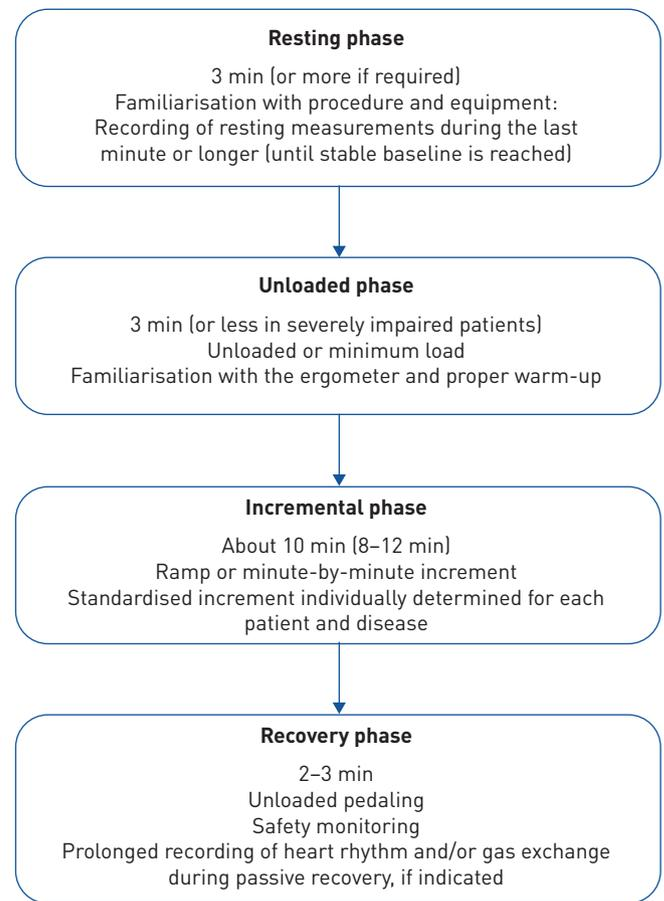 Resting phase
3 min (or more if required)
Familiarisation with procedure and equipment:
Recording of resting measurements during the last
minute or longer (until stable baseline is reached)
Unloaded phase
3 min (or less in severely impaired patients)
Unloaded or minimum load
Familiarisation with the ergometer and proper warm-up
Incremental phase
About 10 min (8–12 min)
Ramp or minute-by-minute increment
Standardised increment individually determined for each
patient and disease
Recovery phase
2–3 min
Unloaded pedaling
Safety monitoring
Prolonged recording of heart rhythm and/or gas exchange
during passive recovery, if indicated